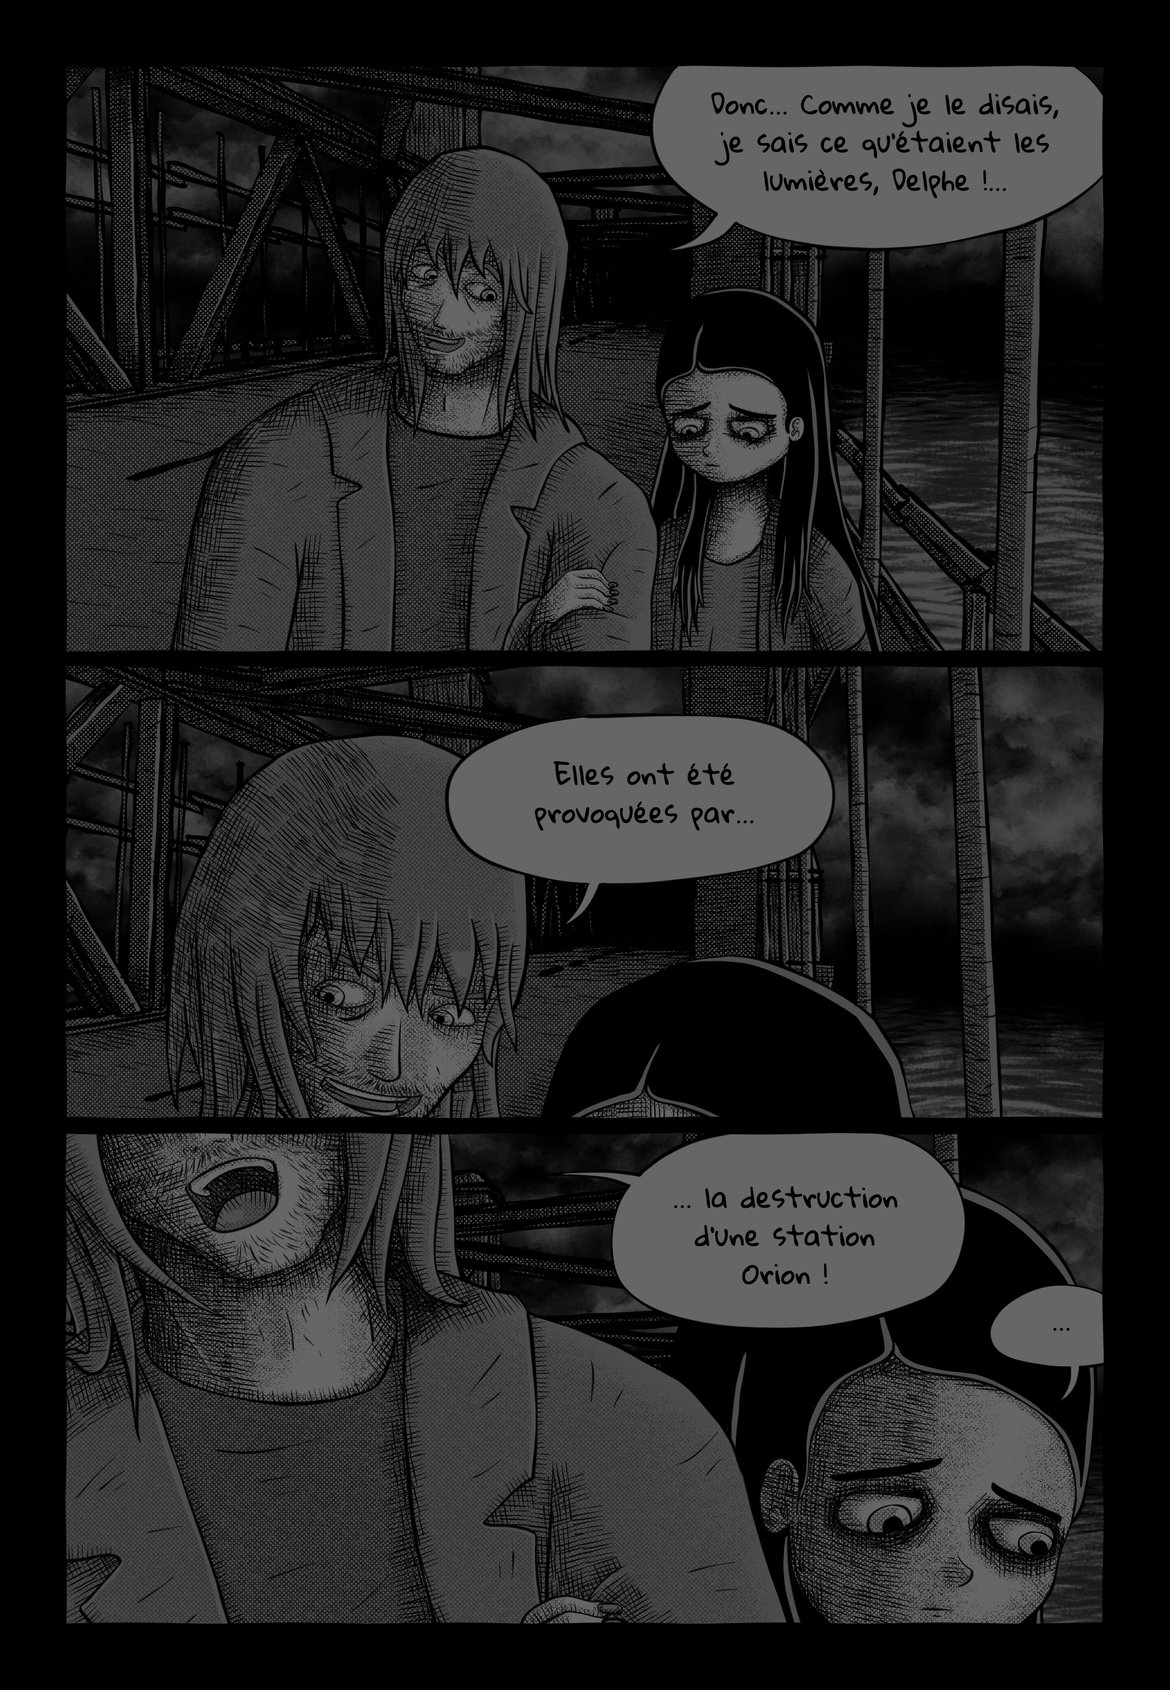 Donc... Comme je le disais,
je sais ce qu'étaient les
lumières, Delphe !...
Elles ont été
provoquées par...
... la destruction
d'une station
Orion !
...